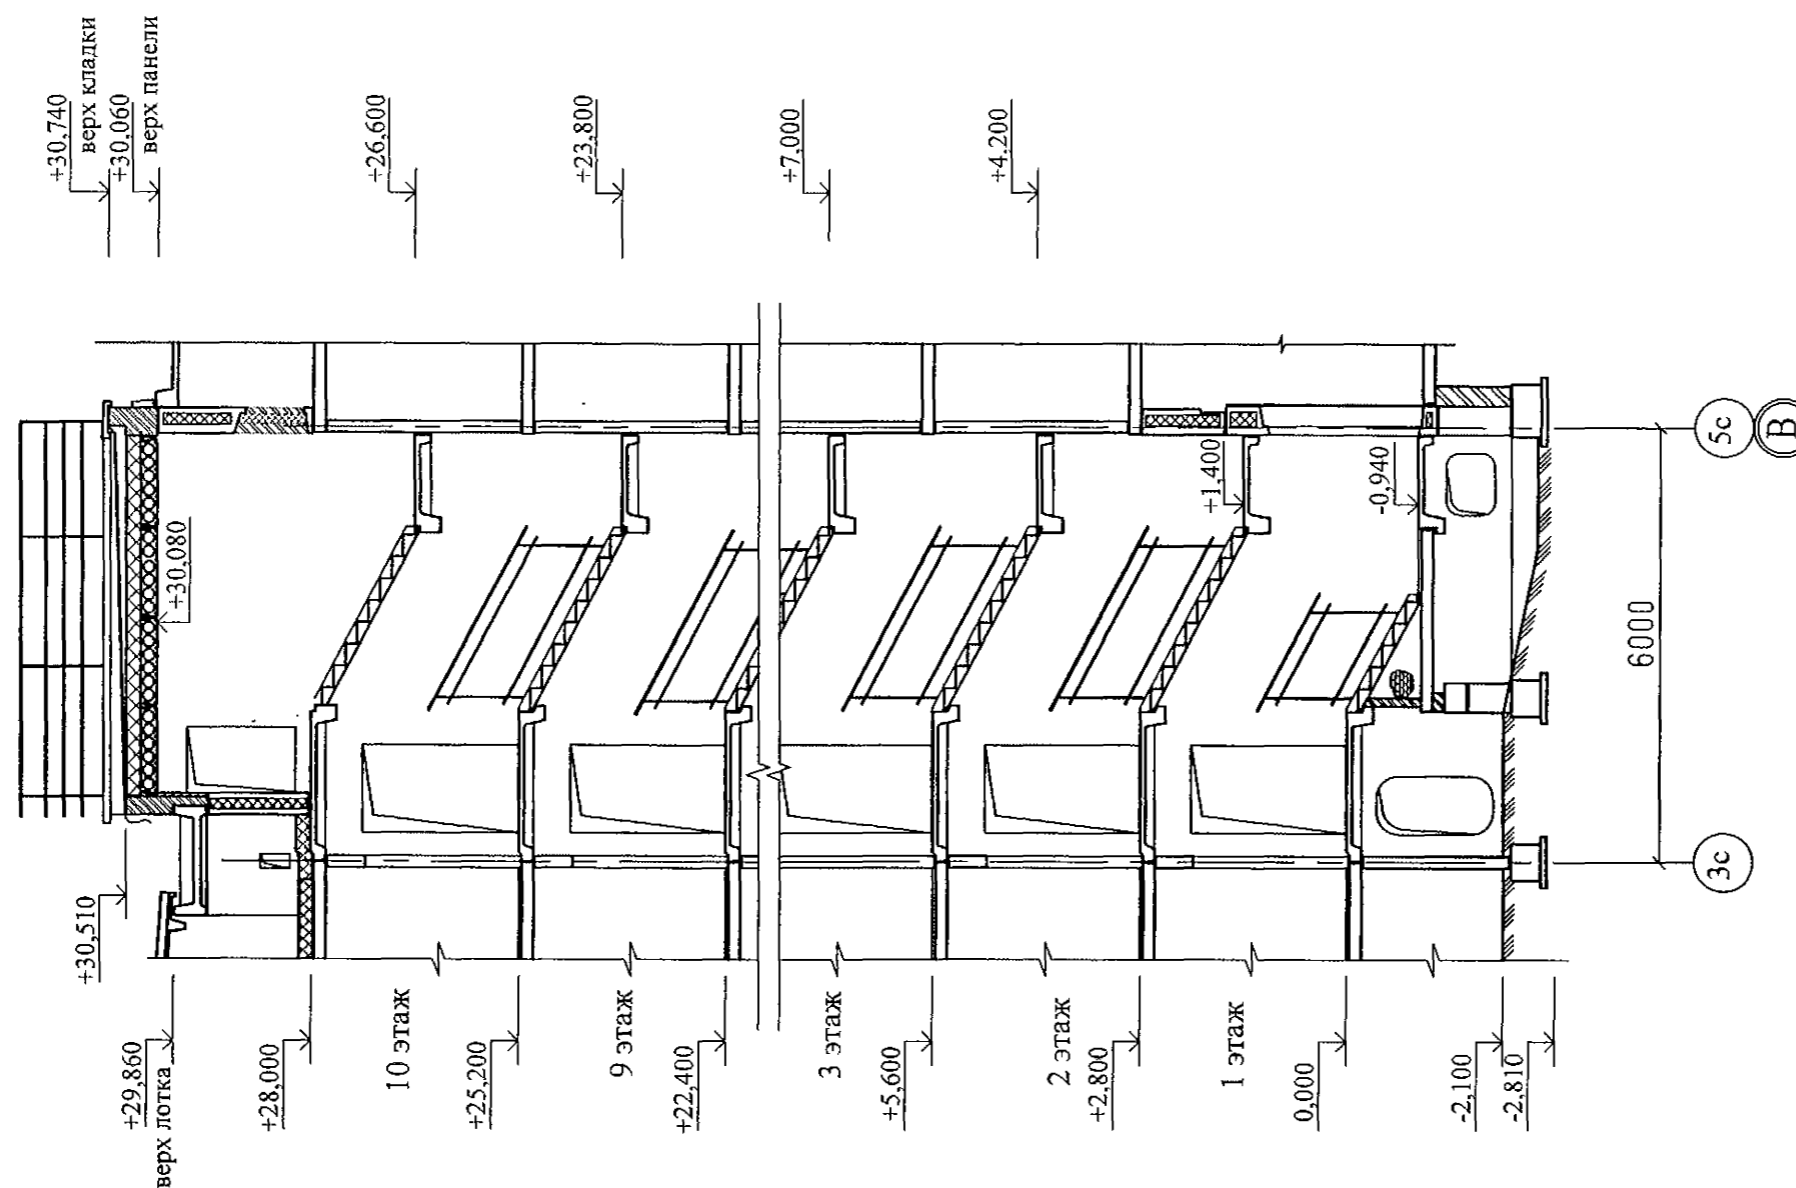 +30,740
верх кладки
+30,060
верх панели
+26,600
+23,800
+7,000
+4,200
+30,080
+1,400
-0,940
+30,510
+29,860
верх лотка
+28,000
10 этаж
+25,200
9 этаж
+22,400
3 этаж
+5,600
2 этаж
+2,800
1 этаж
0,000
-2,100
-2,810
6000
5с
В
3с